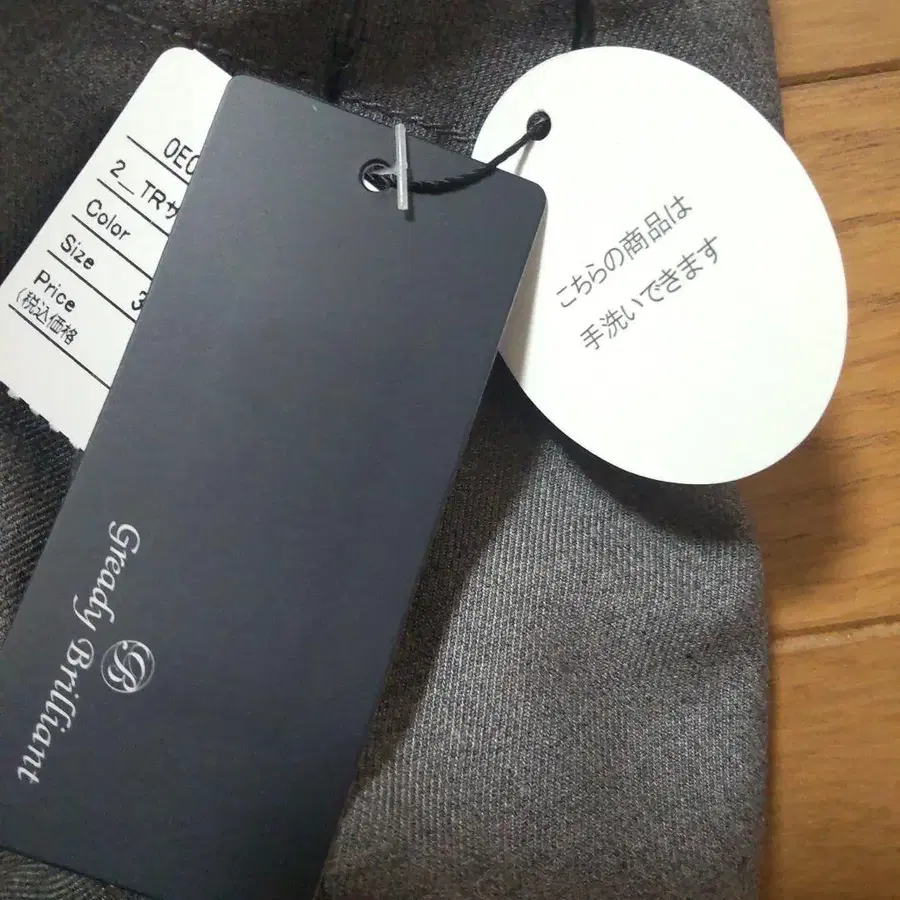 OEC
2_TRサ
Color
Size
3
Price
(税込価格
こちらの商品は
手洗いできます
B
Gready Brilliant